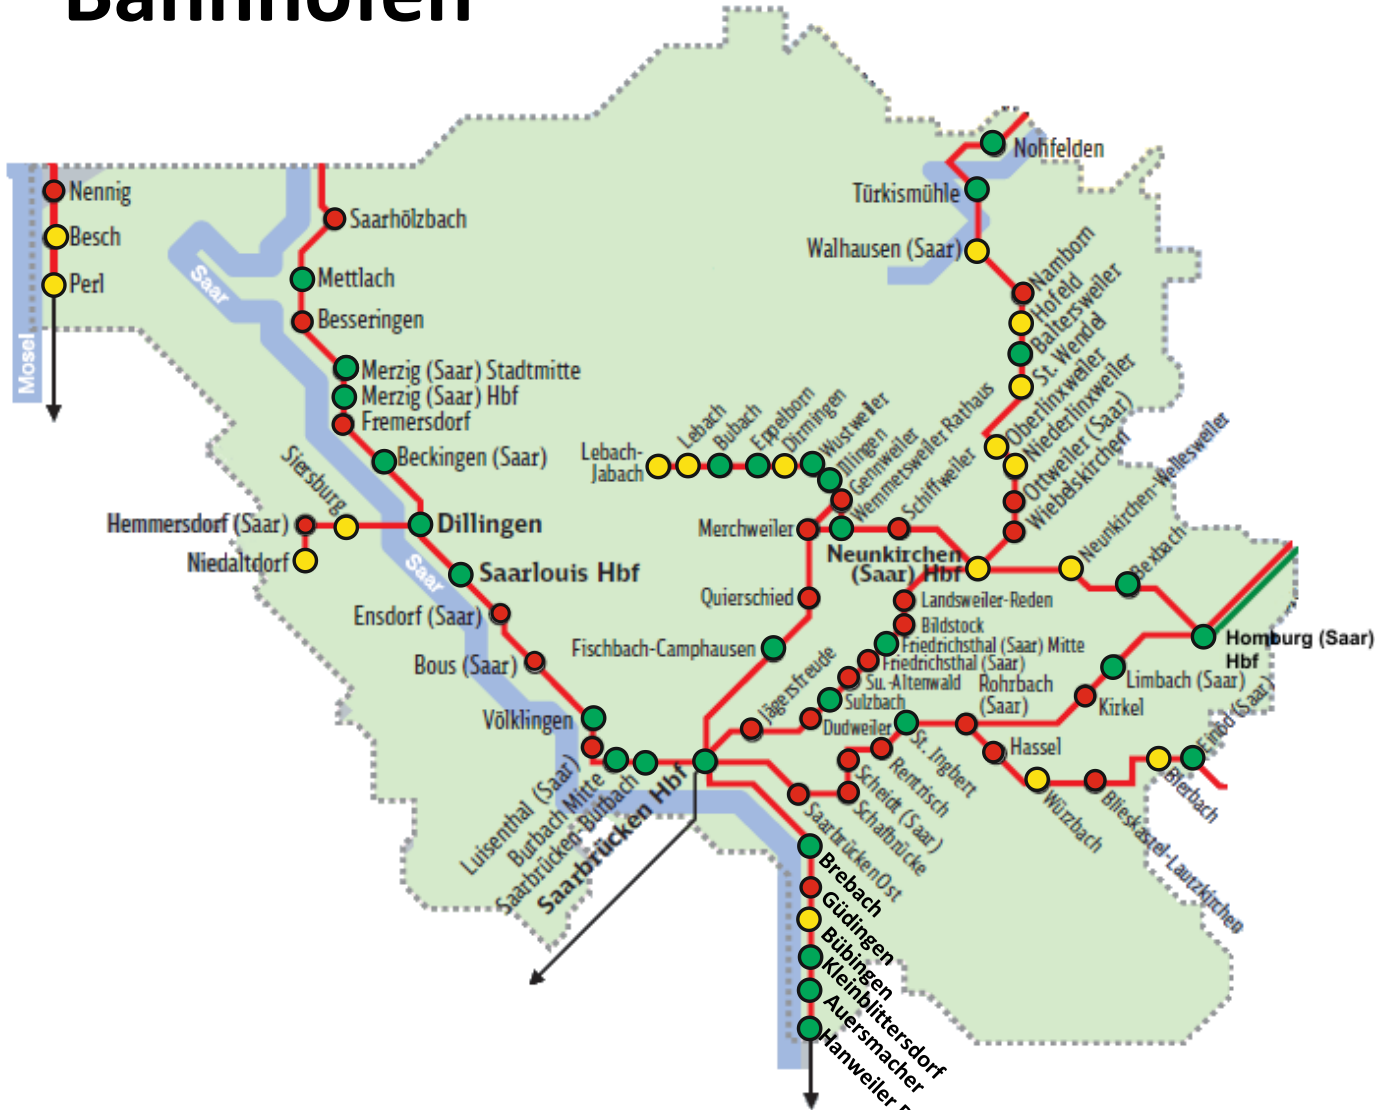 Bahnhöfen
Nohfelden
Türkismühle
Walhausen (Saar)
Nennig
Besch
Perl
Mosel
Saar
Saarhölzbach
Mettlach
Besseringen
Merzig (Saar) Stadtmitte
Merzig (Saar) Hbf
Fremersdorf
Beckingen (Saar)
Siersburg
Hemmersdorf (Saar)
Niedaltdorf
Dillingen
Saar
Saarlouis Hbf
Ensdorf (Saar)
Bous (Saar)
Völklingen
Luisenthal (Saar)
Burbach Mitte
Saarbrücken-Burbach
Saarbrücken Hbf
Namborn
Hofeld
Baltersweiler
St. Wendel
Oberlinxweiler
Niederlinxweiler
Ottweiler (Saar)
Wiebelskirchen
Neunkirchen-Wellesweiler
Bexbach
Lebach-
Jabach
Lebach
Bubach
Eppelborn
Dirmingen
Wustweiler
Illingen
Gennweiler
Wemmetsweiler Rathaus
Schiffweiler
Merchweiler
Neunkirchen
(Saar) Hbf
Quierschied
Fischbach-Camphausen
Landsweiler-Reden
Bildstock
Friedrichsthal (Saar) Mitte
Friedrichsthal (Saar)
Su.-Altenwald
Sulzbach
Dudweiler
Jägersfreude
Homburg (Saar)
Hbf
Limbach (Saar)
Kirkel
Rohrbach
(Saar)
Hassel
Würzbach
Blieskastel-Lautzkirchen
Bierbach
Einöd (Saar)
St. Ingbert
Rentrisch
Scheidt (Saar)
Schafbrücke
Saarbrücken Ost
Brebach
Güdingen
Bübingen
Kleinblittersdorf
Auersmacher
Hanweiler